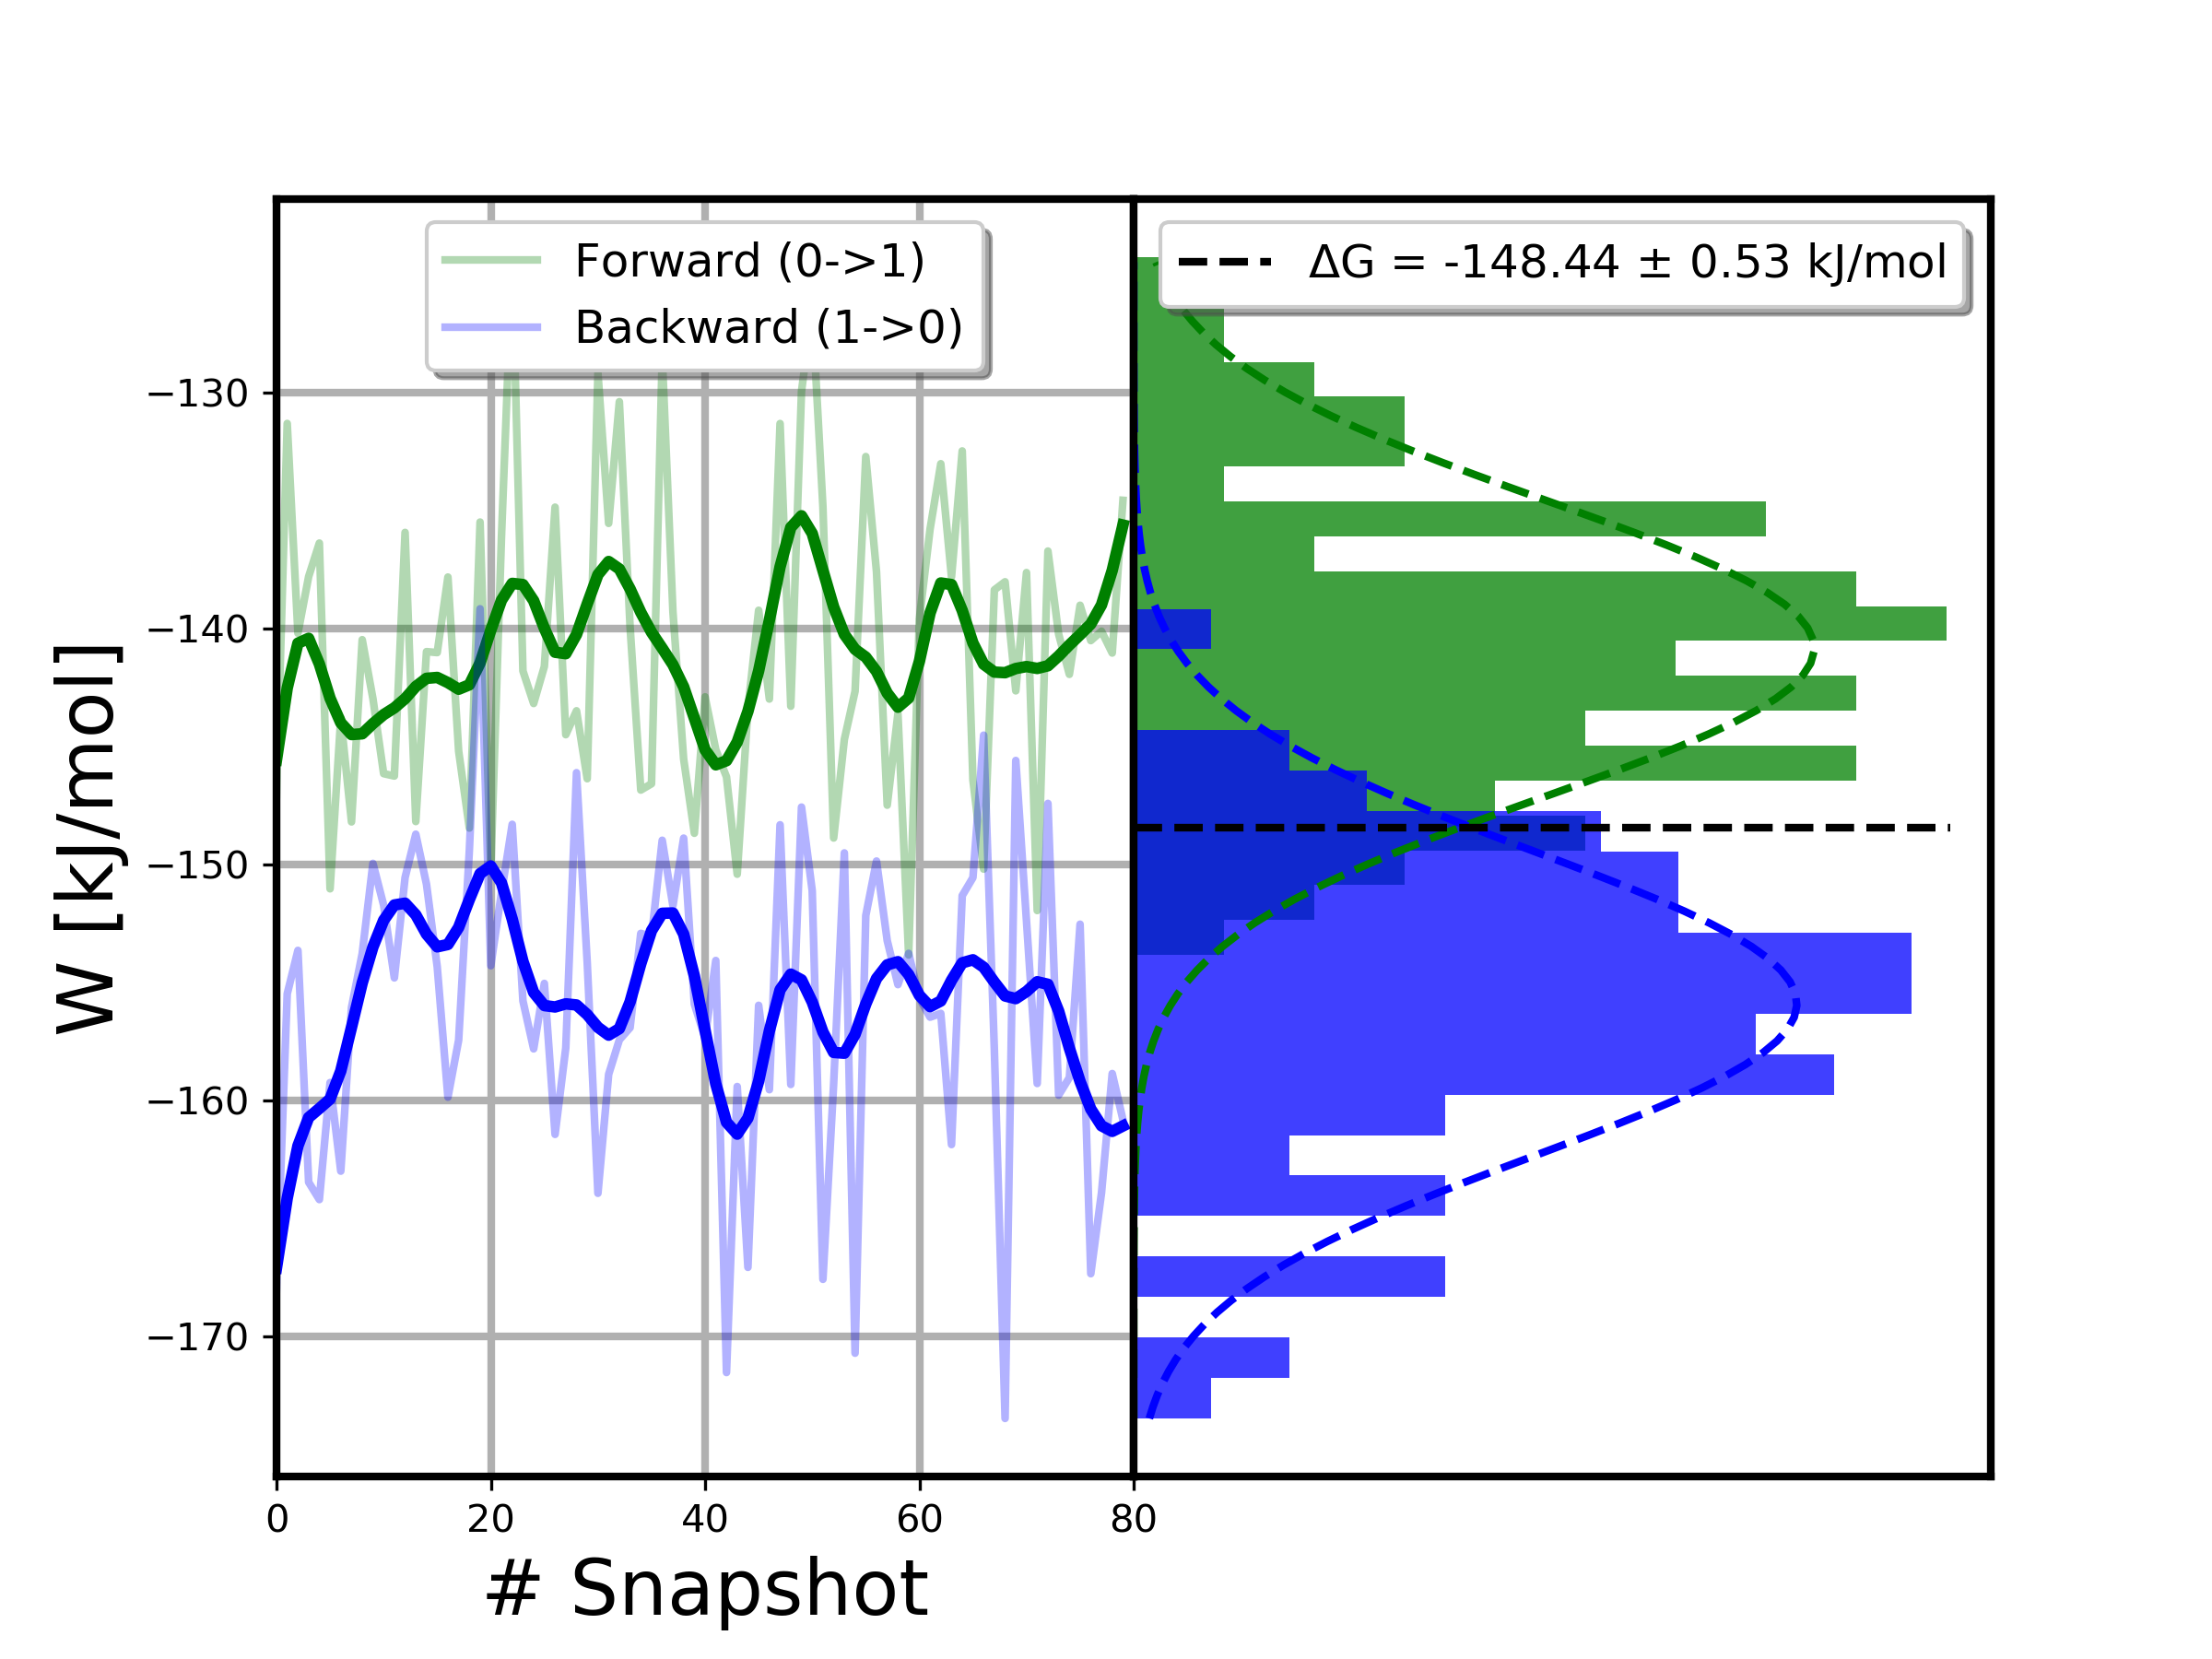 Forward (0->1)
Backward (1->0)
ΔG = -148.44 ± 0.53 kJ/mol
−130
−140
−150
−160
−170
W [kJ/mol]
0 20 40 60 80
# Snapshot